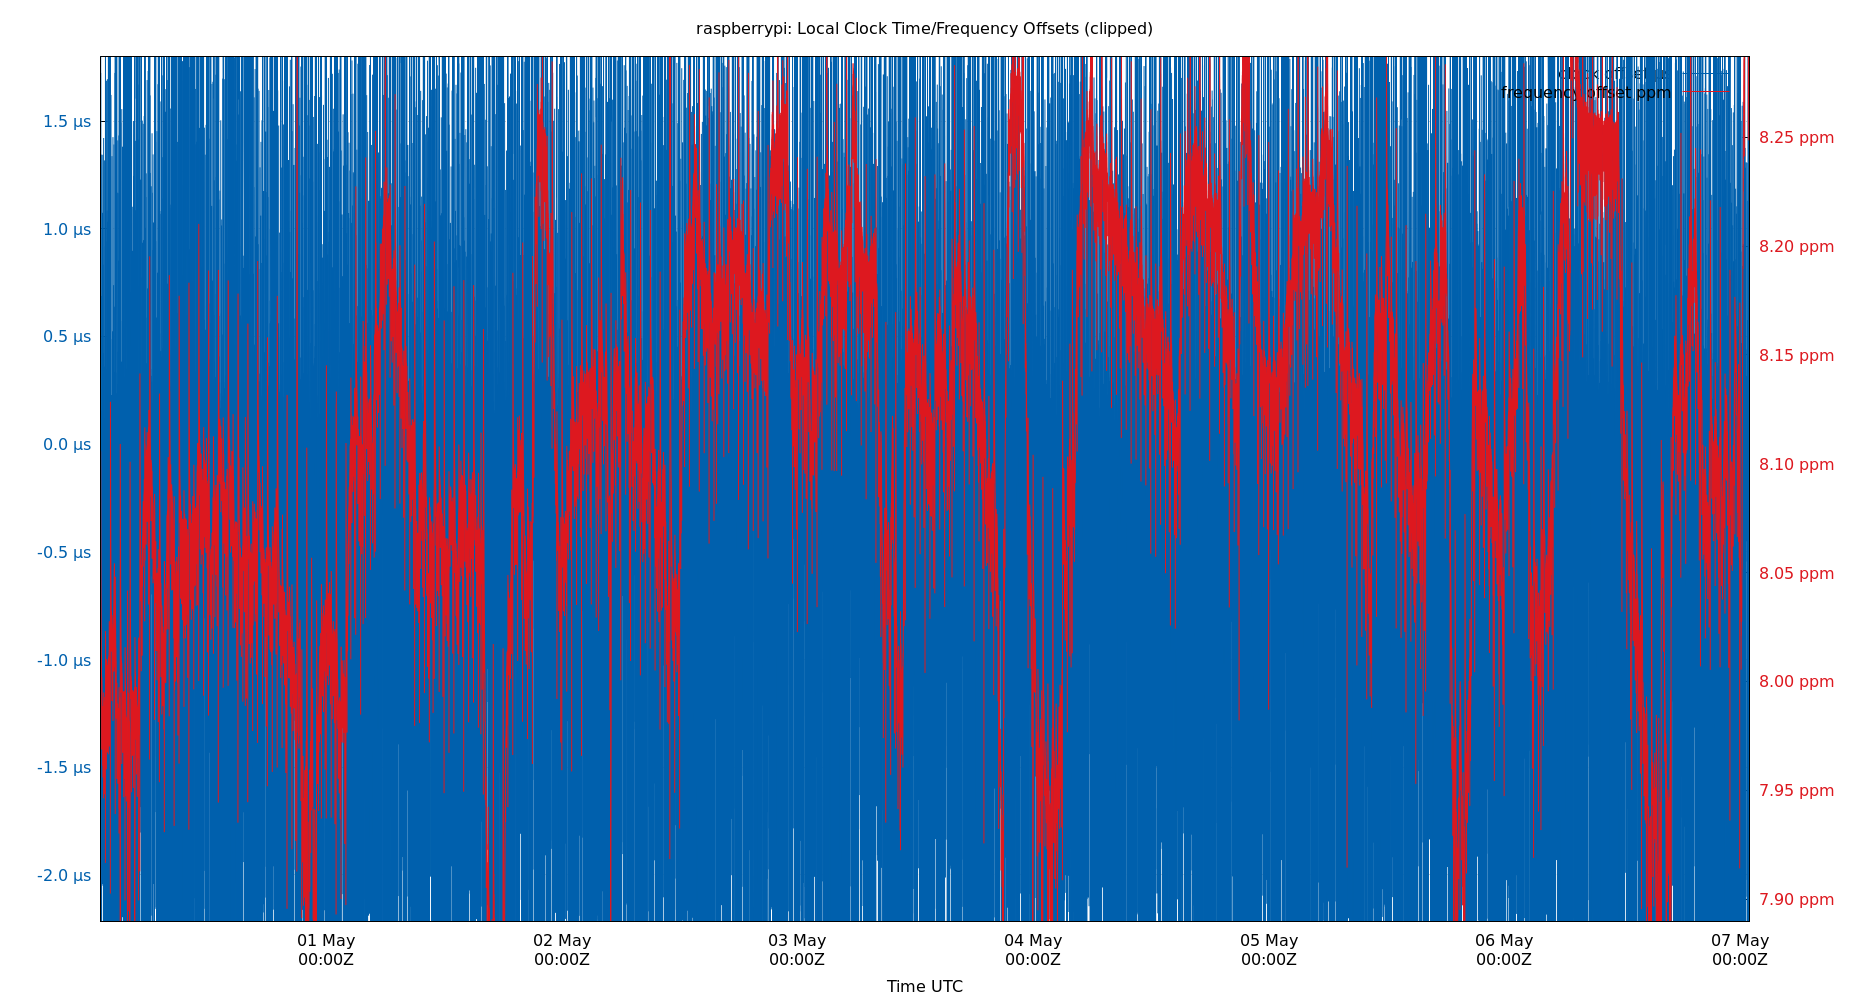 raspberrypi: Local Clock Time/Frequency Offsets (clipped)
clock offset
frequency offset ppm
1.5 µs
1.0 µs
0.5 µs
0.0 µs
-0.5 µs
-1.0 µs
-1.5 µs
-2.0 µs
8.25 ppm
8.20 ppm
8.15 ppm
8.10 ppm
8.05 ppm
8.00 ppm
7.95 ppm
7.90 ppm
01 May 02 May 03 May 04 May 05 May 06 May 07 May
00:00Z 00:00Z 00:00Z 00:00Z 00:00Z 00:00Z 00:00Z
Time UTC